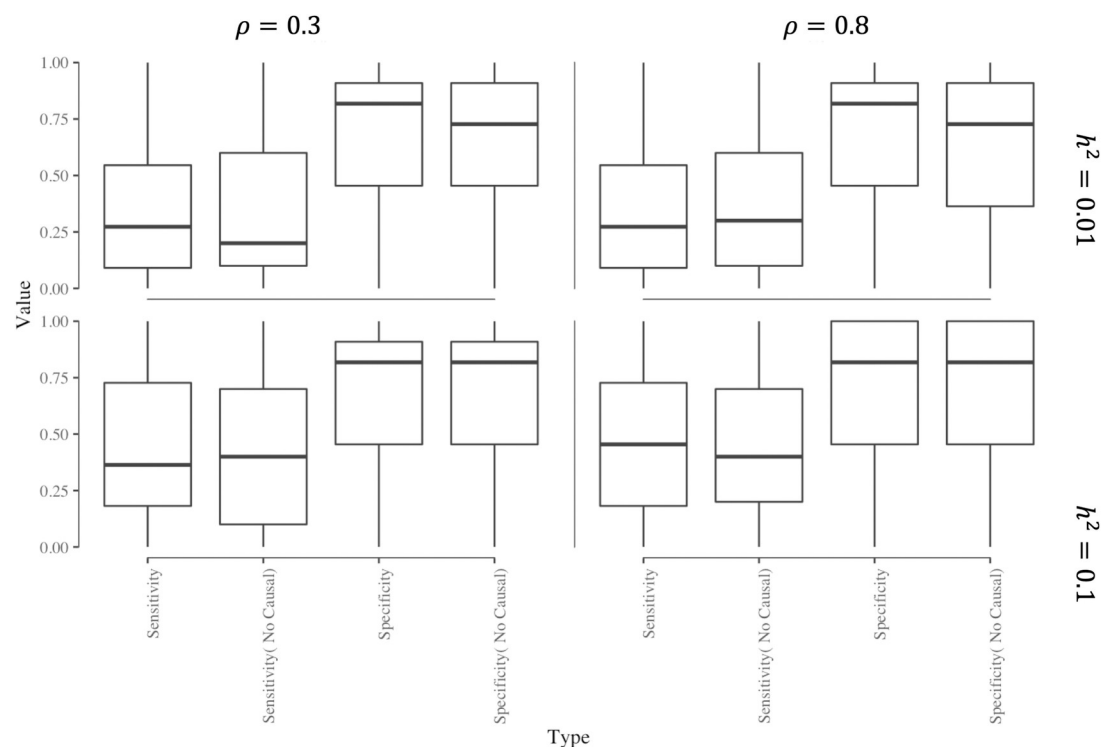 ρ = 0.3
ρ = 0.8
1.00
0.75
0.50
0.25
0.00
h² = 0.01
Value
1.00
0.75
0.50
0.25
0.00
h² = 0.1
Sensitivity
Sensitivity( No Causal)
Specificity
Specificity( No Causal)
Sensitivity
Sensitivity( No Causal)
Specificity
Specificity( No Causal)
Type